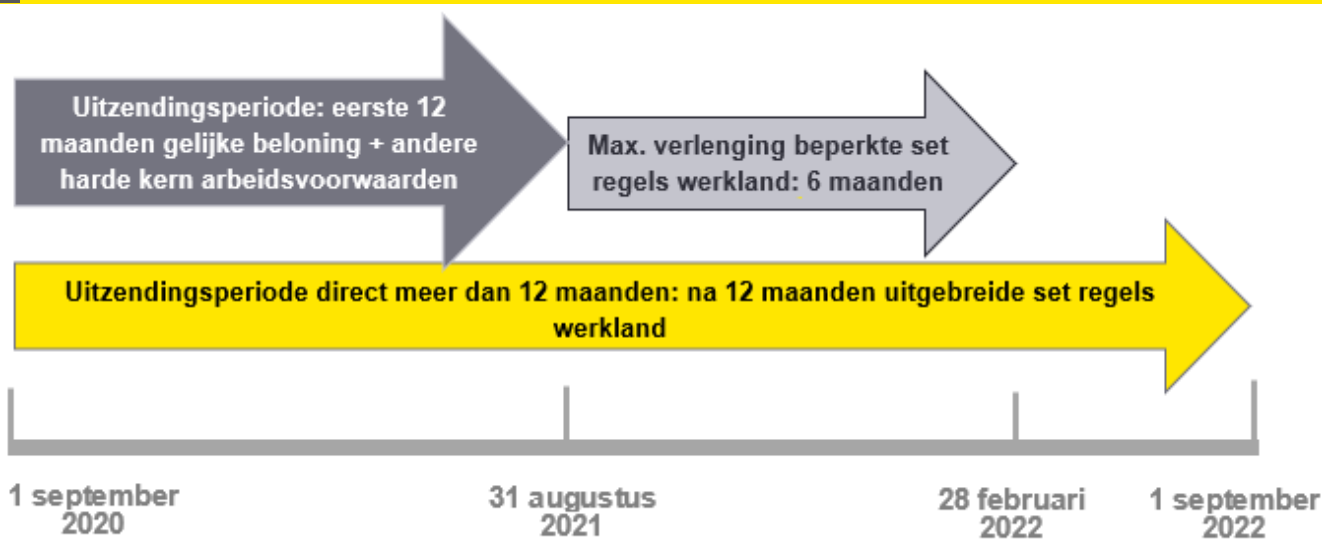 Uitzendingsperiode: eerste 12
maanden gelijke beloning + andere
harde kern arbeidsvoorwaarden
Max. verlenging beperkte set
regels werkland: 6 maanden
Uitzendingsperiode direct meer dan 12 maanden: na 12 maanden uitgebreide set regels
werkland
1 september
2020
31 augustus
2021
28 februari
2022
1 september
2022